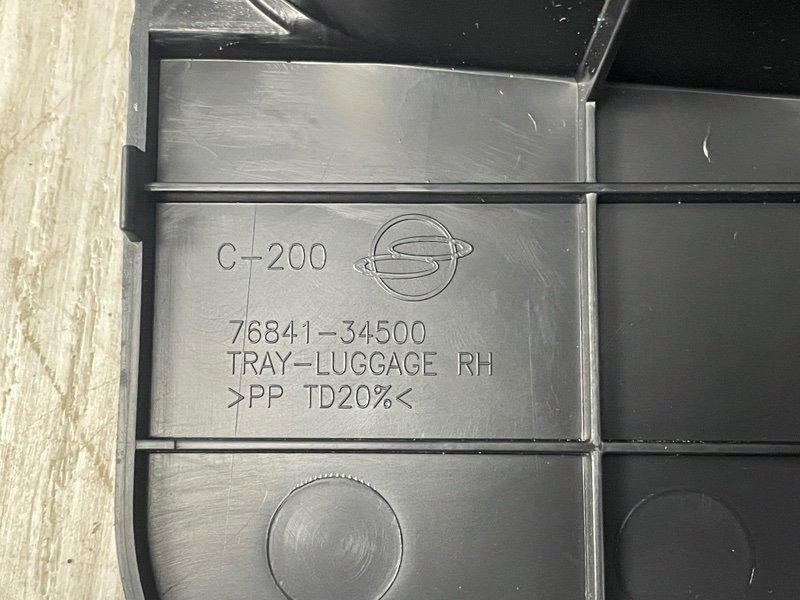 C-200
76841-34500
TRAY-LUGGAGE RH
>PP TD20%<